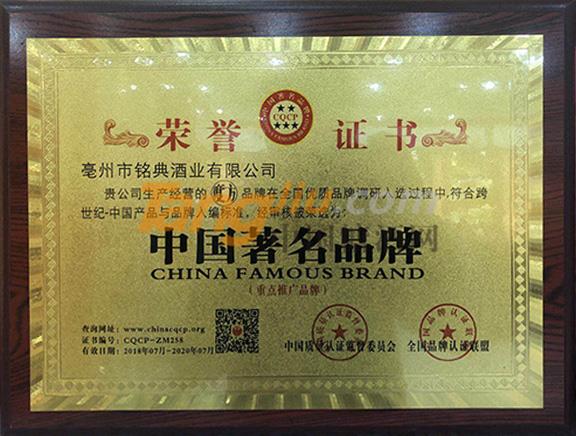 CQCP
荣誉 证书
亳州市铭典酒业有限公司
贵公司生产经营的 品牌在全国优质品牌调研入选过程中,符合跨
世纪-中国产品与品牌入编标准,经审核被采选为:
中国著名品牌
CHINA FAMOUS BRAND
(重点推广品牌)
查询网址:www.chinacqcp.org
证书编号:CQCP-ZM258
有效日期:2018年07月-2020年07月
中国质量认证监督委员会 全国品牌认证联盟